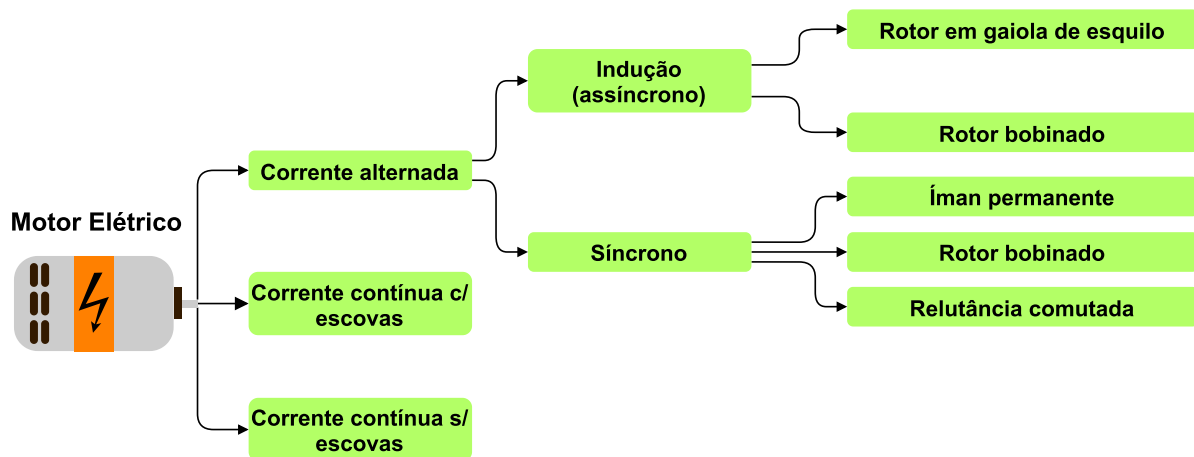 Motor Elétrico
Corrente alternada
Corrente contínua c/
escovas
Corrente contínua s/
escovas
Indução
(assíncrono)
Síncrono
Rotor em gaiola de esquilo
Rotor bobinado
Íman permanente
Rotor bobinado
Relutância comutada